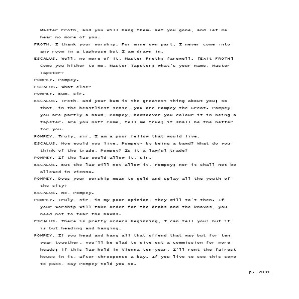 Master Froth, and you will hang them. Get you gone, and let me
hear no more of you.
FROTH. I thank your worship. For mine own part, I never come into
any room in a taphouse but I am drawn in.
ESCALUS. Well, no more of it, Master Froth; farewell. [Exit FROTH]
Come you hither to me, Master Tapster; what's your name, Master
Tapster?
POMPEY. Pompey.
ESCALUS. What else?
POMPEY. Bum, sir.
ESCALUS. Troth, and your bum is the greatest thing about you; so
that, in the beastliest sense, you are Pompey the Great. Pompey,
you are partly a bawd, Pompey, howsoever you colour it in being a
tapster. Are you not? Come, tell me true; it shall be the better
for you.
POMPEY. Truly, sir, I am a poor fellow that would live.
ESCALUS. How would you live, Pompey- by being a bawd? What do you
think of the trade, Pompey? Is it a lawful trade?
POMPEY. If the law would allow it, sir.
ESCALUS. But the law will not allow it, Pompey; nor it shall not be
allowed in Vienna.
POMPEY. Does your worship mean to geld and splay all the youth of
the city?
ESCALUS. No, Pompey.
POMPEY. Truly, sir, in my poor opinion, they will to't then. If
your worship will take order for the drabs and the knaves, you
need not to fear the bawds.
ESCALUS. There is pretty orders beginning, I can tell you: but it
is but heading and hanging.
POMPEY. If you head and hang all that offend that way but for ten
year together, you'll be glad to give out a commission for more
heads; if this law hold in Vienna ten year, I'll rent the fairest
house in it, after threepence a bay. If you live to see this come
to pass, say Pompey told you so.